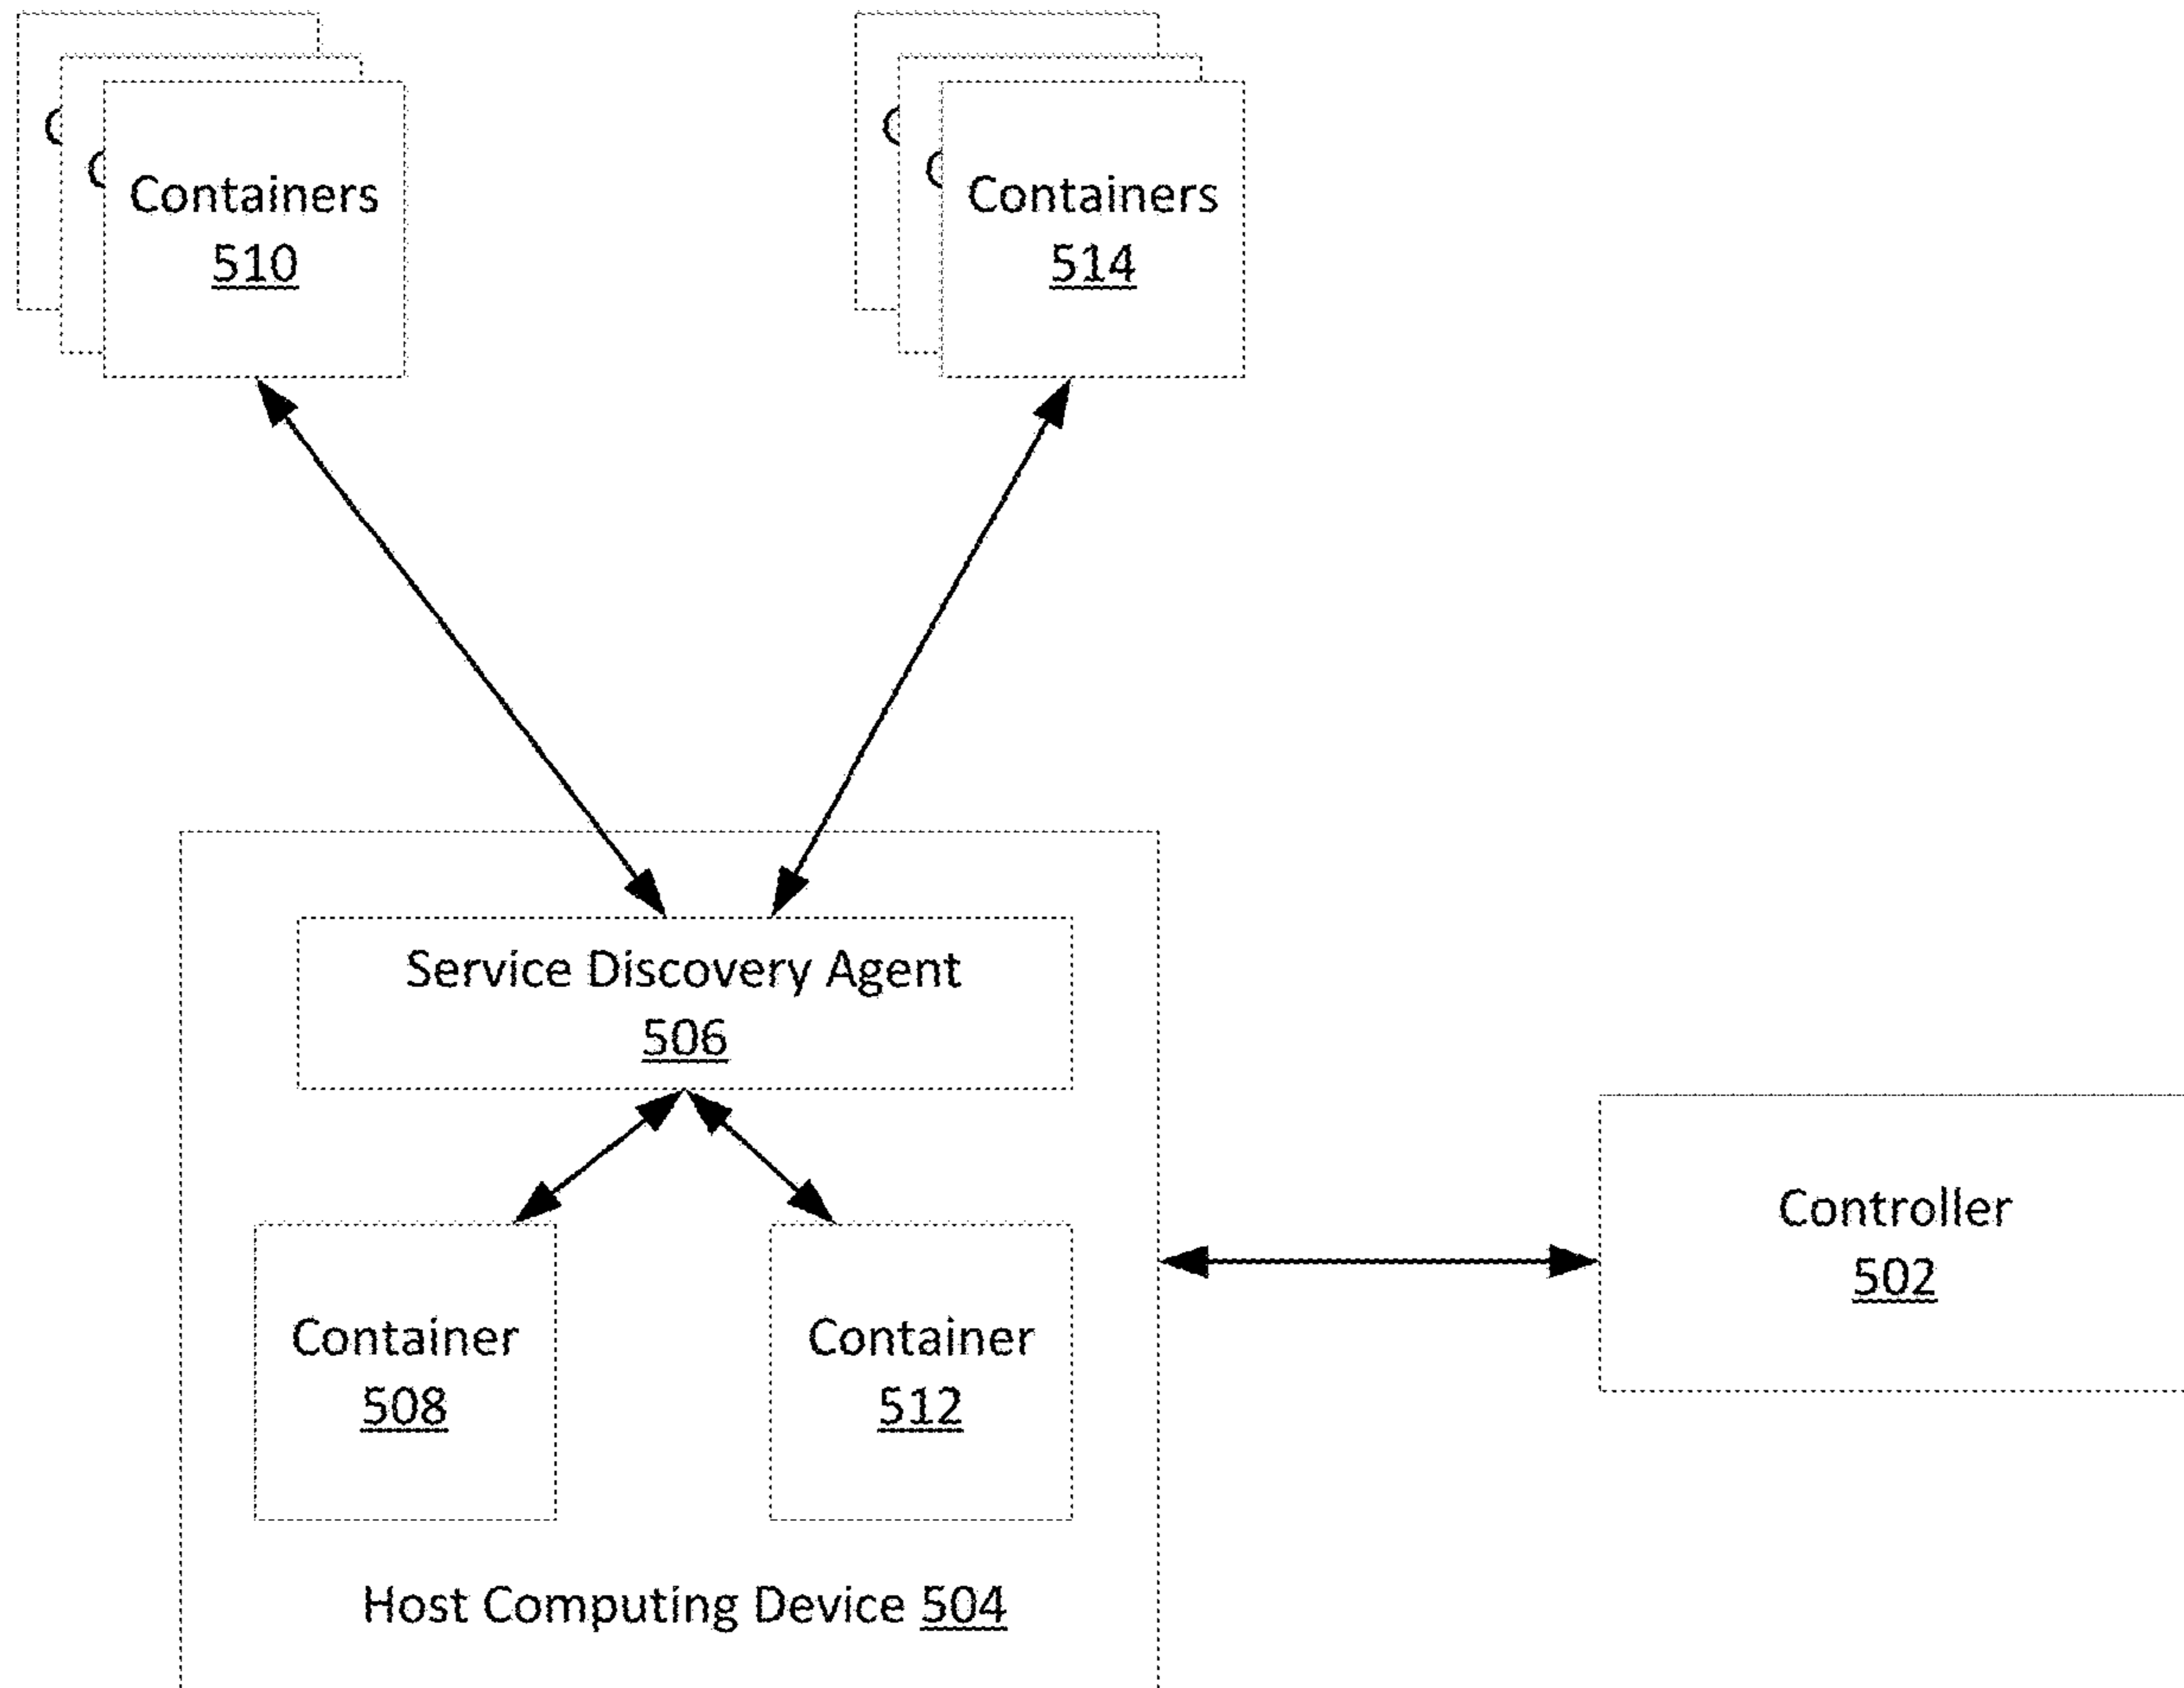 Containers
510
Containers
514
Service Discovery Agent
506
Controller
502
Container
508
Container
512
Host Computing Device 504